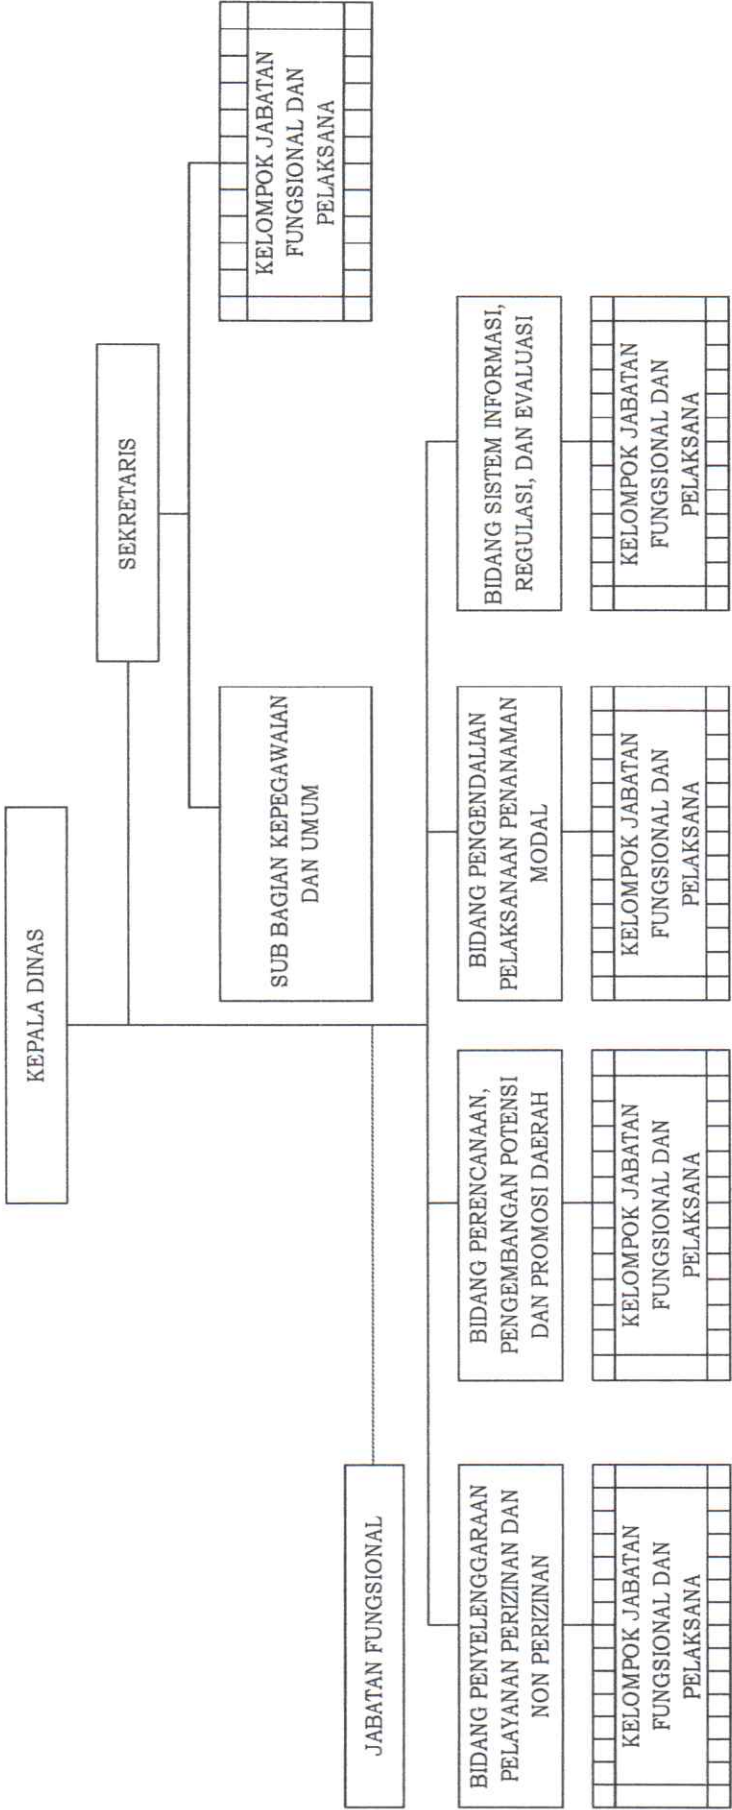 KEPALA DINAS
SEKRETARIS
SUB BAGIAN KEPEGAWAIAN
DAN UMUM
KELOMPOK JABATAN
FUNGSIONAL DAN
PELAKSANA
JABATAN FUNGSIONAL
BIDANG PENYELENGGARAAN
PELAYANAN PERIZINAN DAN
NON PERIZINAN
BIDANG PERENCANAAN,
PENGEMBANGAN POTENSI
DAN PROMOSI DAERAH
BIDANG PENGENDALIAN
PELAKSANAAN PENANAMAN
MODAL
BIDANG SISTEM INFORMASI,
REGULASI, DAN EVALUASI
KELOMPOK JABATAN
FUNGSIONAL DAN
PELAKSANA
KELOMPOK JABATAN
FUNGSIONAL DAN
PELAKSANA
KELOMPOK JABATAN
FUNGSIONAL DAN
PELAKSANA
KELOMPOK JABATAN
FUNGSIONAL DAN
PELAKSANA